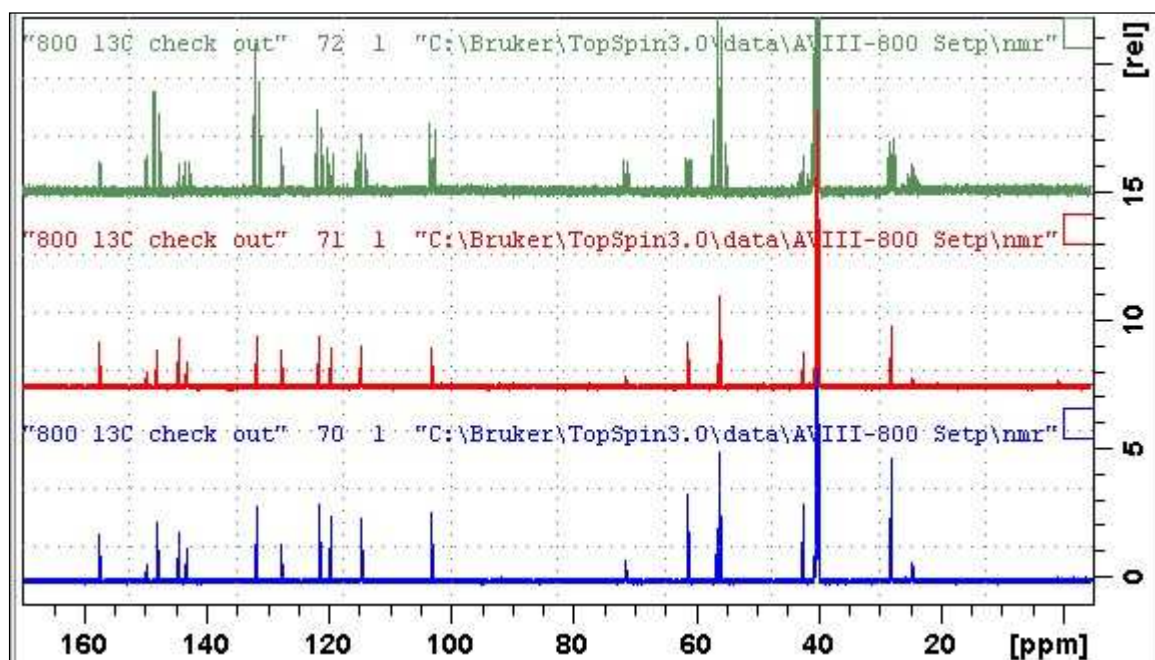 "800 13C check out" 72 1 "C:\Bruker\TopSpin3.0\data\AVIII-800 Setp\nmr"
[rel]
15
"800 13C check out" 71 1 "C:\Bruker\TopSpin3.0\data\AVIII-800 Setp\nmr"
10
"800 13C check out" 70 1 "C:\Bruker\TopSpin3.0\data\AVIII-800 Setp\nmr"
5
0
160 140 120 100 80 60 40 20 [ppm]